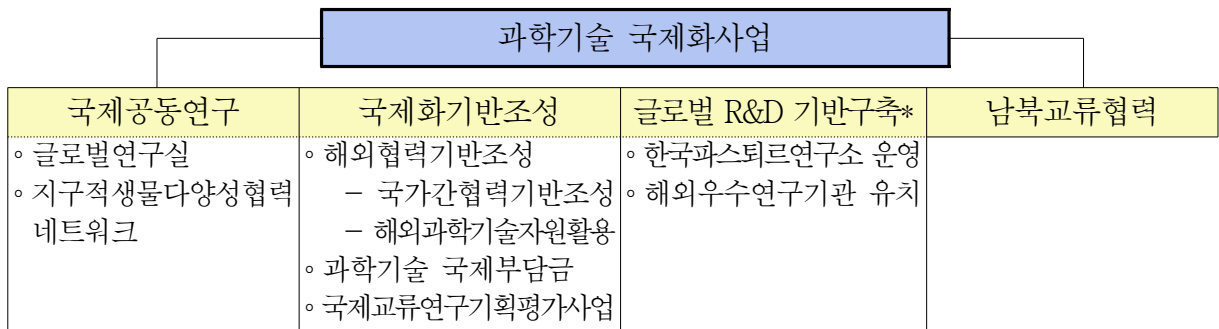 과학기술 국제화사업
국제공동연구
◦ 글로벌연구실
◦ 지구적생물다양성협력
네트워크
국제화기반조성
◦ 해외협력기반조성
- 국가간협력기반조성
- 해외과학기술자원활용
◦ 과학기술 국제부담금
◦ 국제교류연구기획평가사업
글로벌 R&D 기반구축*
◦ 한국파스퇴르연구소 운영
◦ 해외우수연구기관 유치
남북교류협력